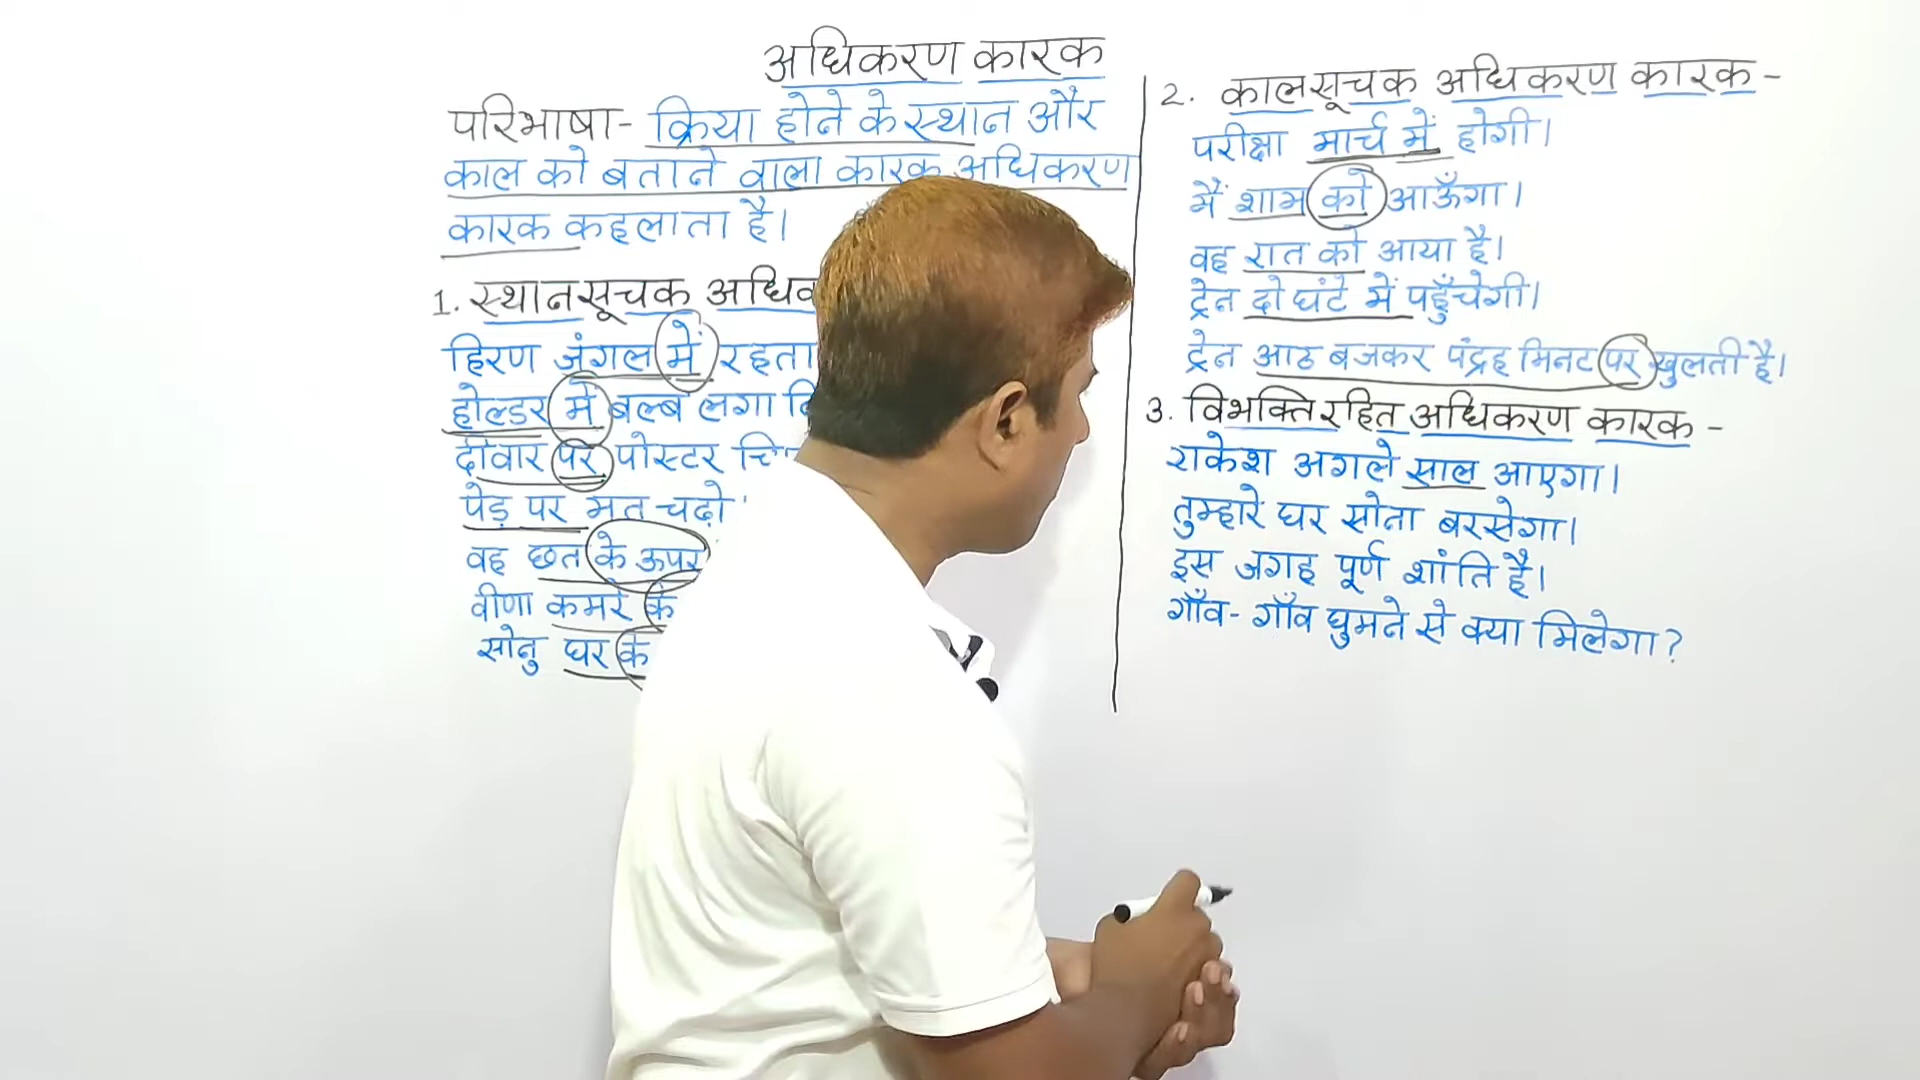 अधिकरण कारक
परिभाषा- क्रिया होने के स्थान और
काल को बताने वाला कारक अधिकरण
कारक कहलाता है।
1. स्थानसूचक
हिरण जंगल में रहता
होल्डर में बल्ब लगा
दीवार पर पोस्टर
पेड़ पर मत चढ़ो
वह छत के ऊपर
वीणा कमरे के
सोनु घर के
2. कालसूचक अधिकरण कारक-
परीक्षा मार्च में होगी।
मैं शाम को आऊँगा।
वह रात को आया है।
ट्रेन दो घंटे में पहुँचेगी।
ट्रेन आठ बजकर पंद्रह मिनट पर खुलती है।
3. विभक्तिरहित अधिकरण कारक-
राकेश अगले साल आएगा।
तुम्हारे घर सोना बरसेगा।
इस जगह पूर्ण शांति है।
गाँव-गाँव घुमने से क्या मिलेगा?